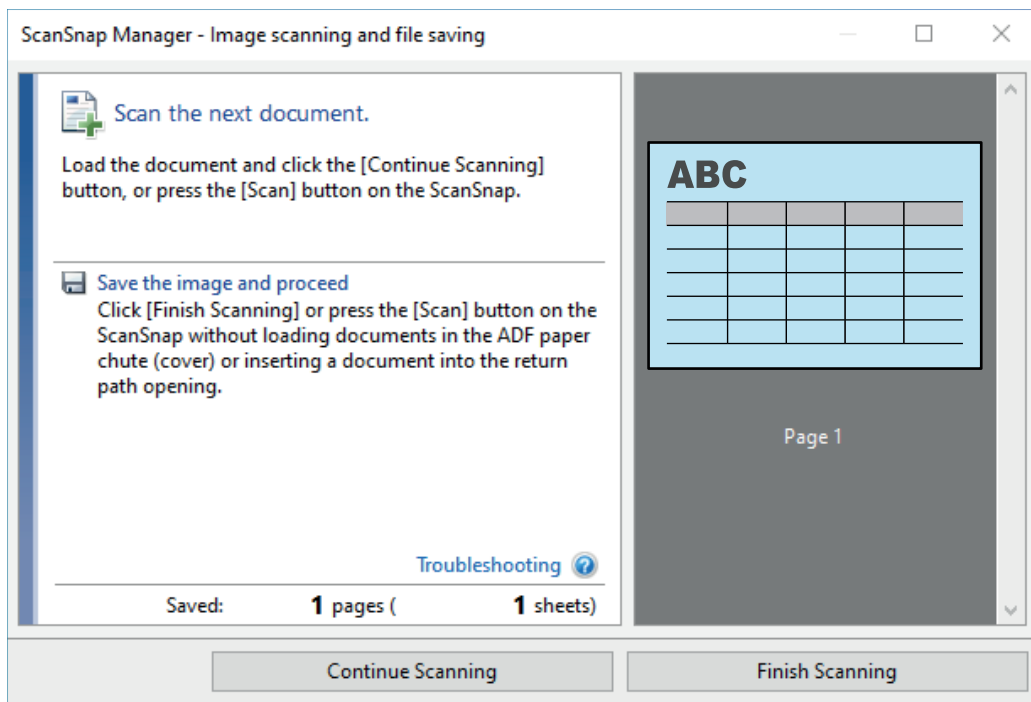 ScanSnap Manager - Image scanning and file saving
Scan the next document.
Load the document and click the [Continue Scanning]
button, or press the [Scan] button on the ScanSnap.
Save the image and proceed
Click [Finish Scanning] or press the [Scan] button on the
ScanSnap without loading documents in the ADF paper
chute (cover) or inserting a document into the return
path opening.
Troubleshooting
Saved: 1 pages ( 1 sheets)
ABC
Page 1
Continue Scanning
Finish Scanning